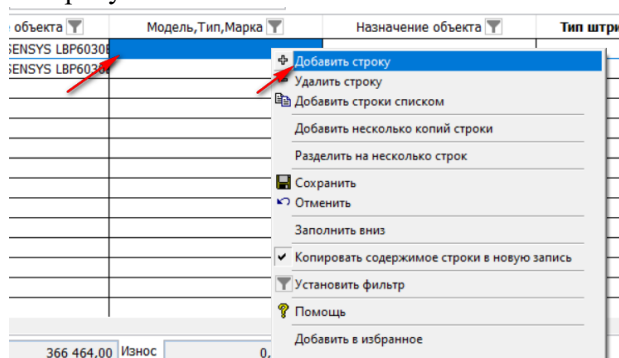 объекта Модель,Тип,Марка Назначение объекта Тип штри
SENSYS LBP6030
SENSYS LBP6030
Добавить строку
Удалить строку
Добавить строки списком
Добавить несколько копий строки
Разделить на несколько строк
Сохранить
Отменить
Заполнить вниз
Копировать содержимое строки в новую запись
Установить фильтр
Помощь
Добавить в избранное
366 464,00 Износ 0,